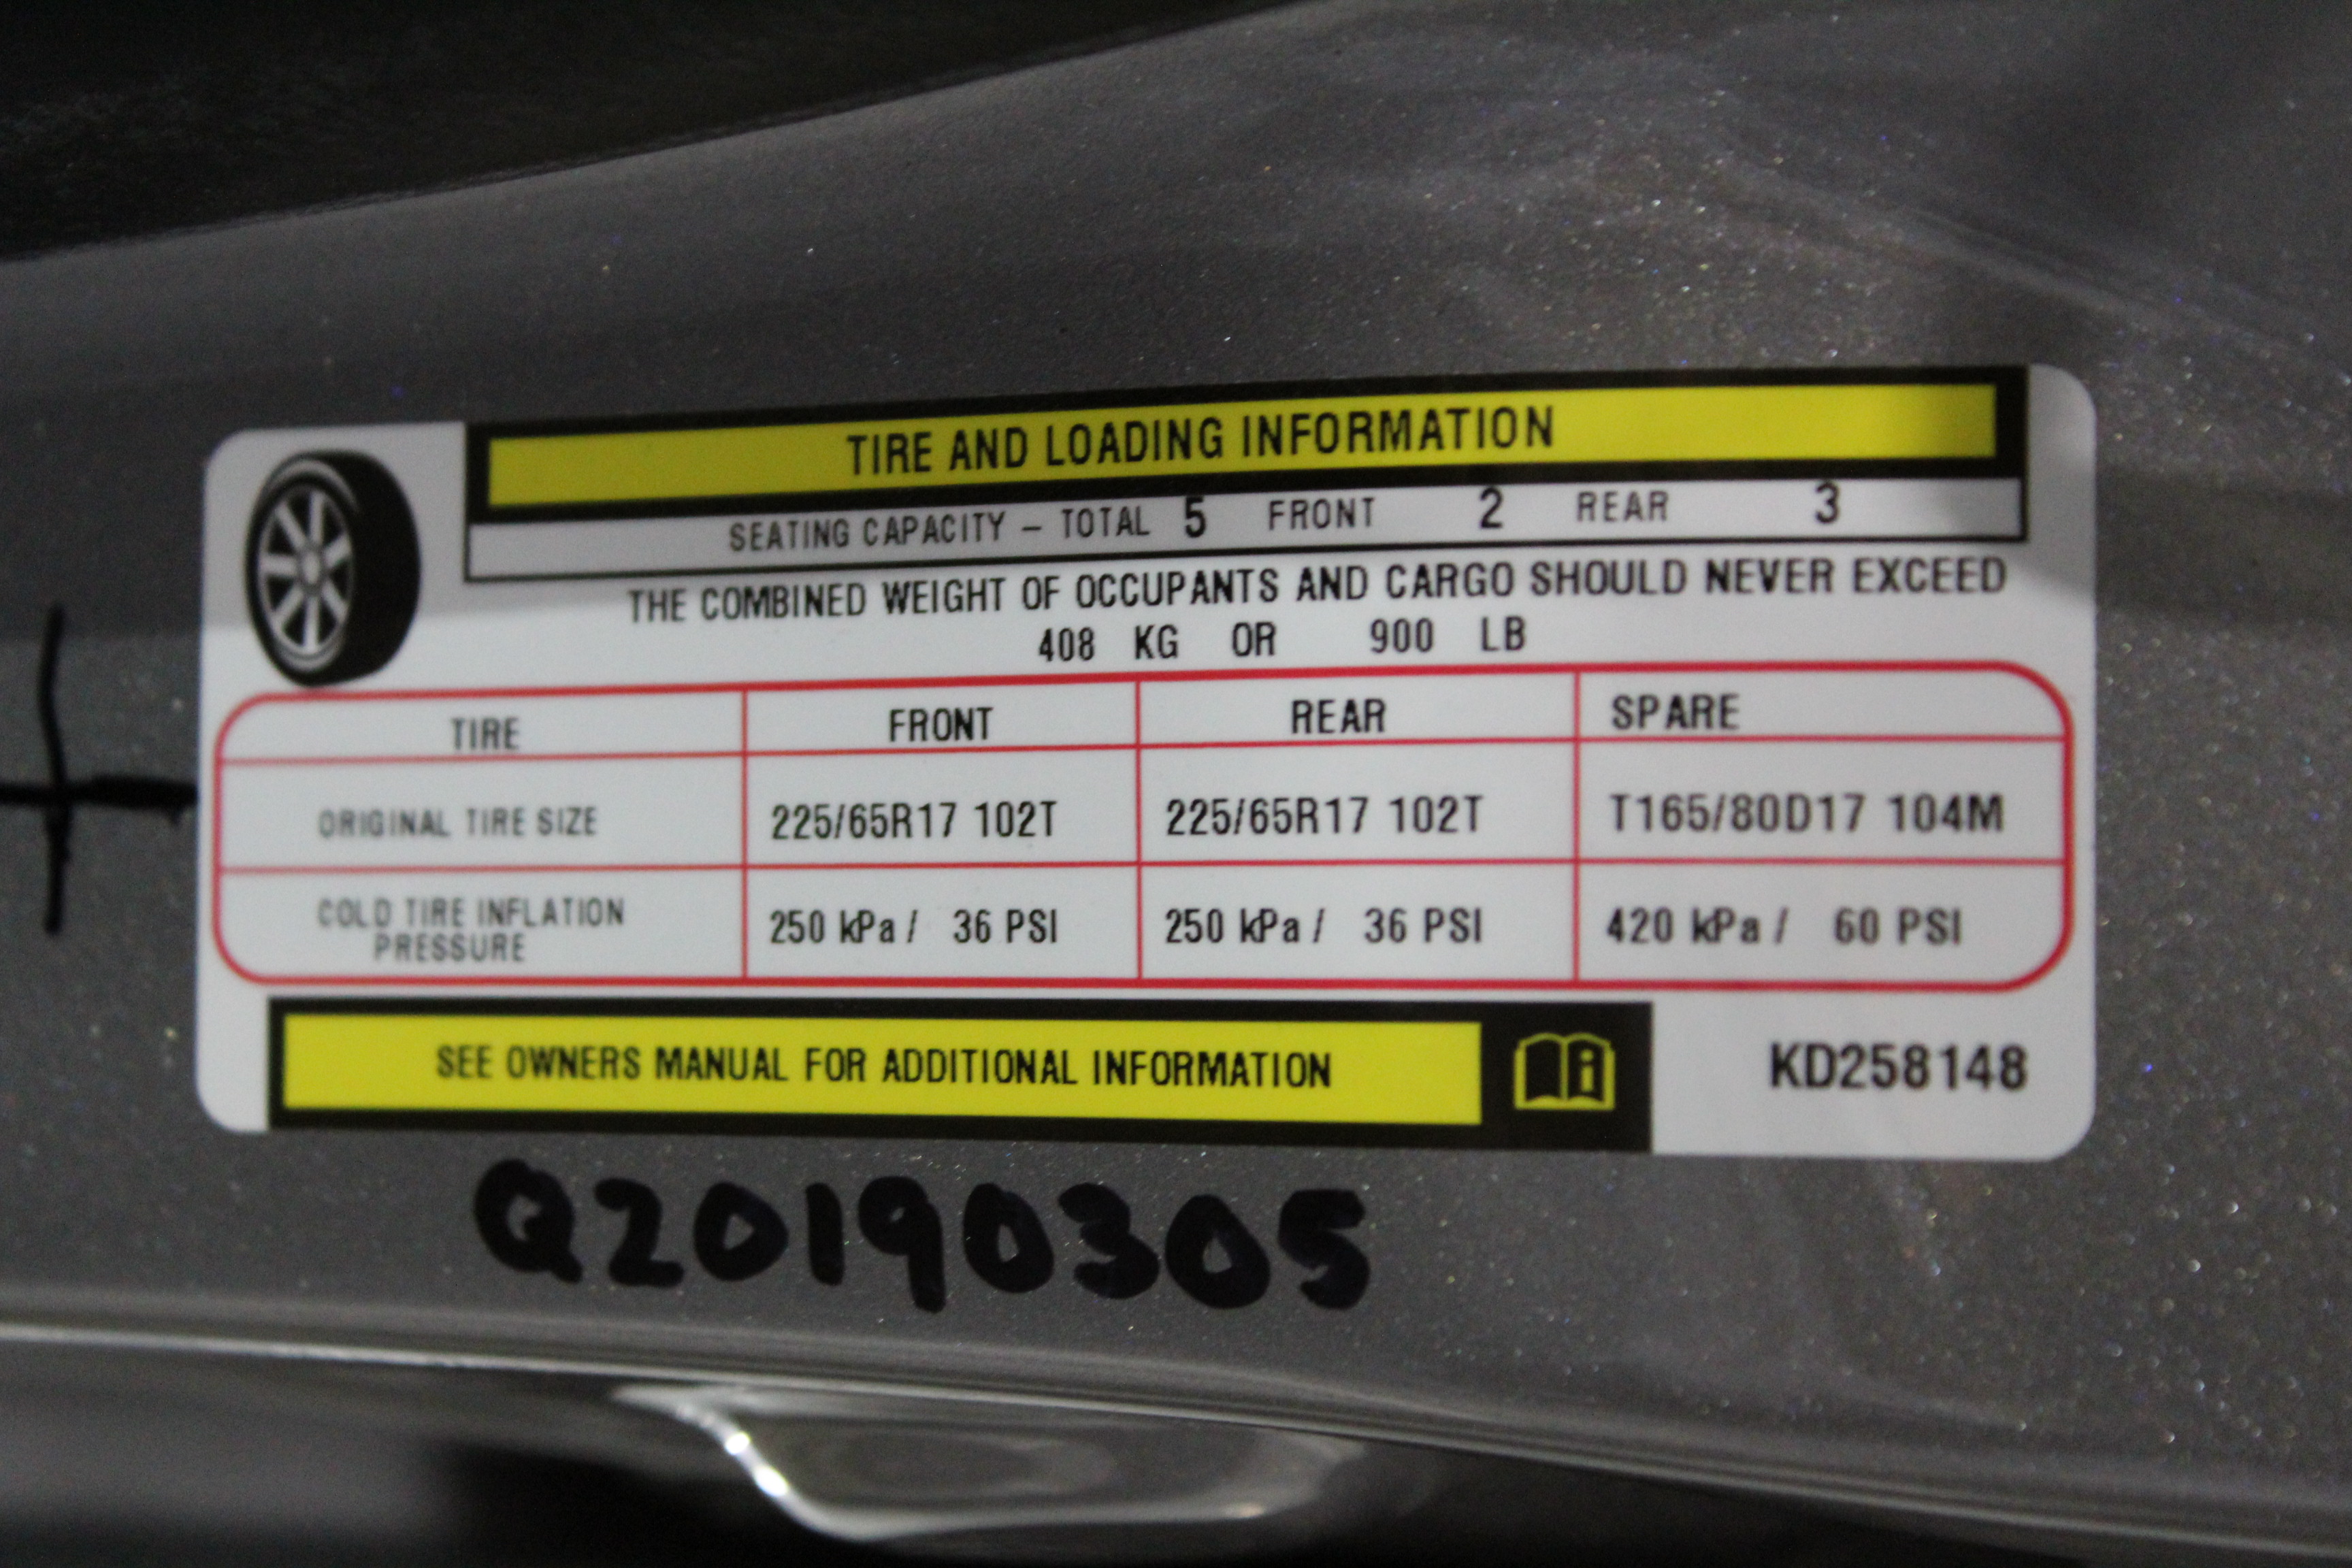 TIRE AND LOADING INFORMATION
SEATING CAPACITY – TOTAL 5 FRONT 2 REAR 3
THE COMBINED WEIGHT OF OCCUPANTS AND CARGO SHOULD NEVER EXCEED
408 KG OR 900 LB
TIRE FRONT REAR SPARE
ORIGINAL TIRE SIZE 225/65R17 102T 225/65R17 102T T165/80D17 104M
COLD TIRE INFLATION
PRESSURE 250 kPa / 36 PSI 250 kPa / 36 PSI 420 kPa / 60 PSI
SEE OWNERS MANUAL FOR ADDITIONAL INFORMATION i KD258148
Q20190305